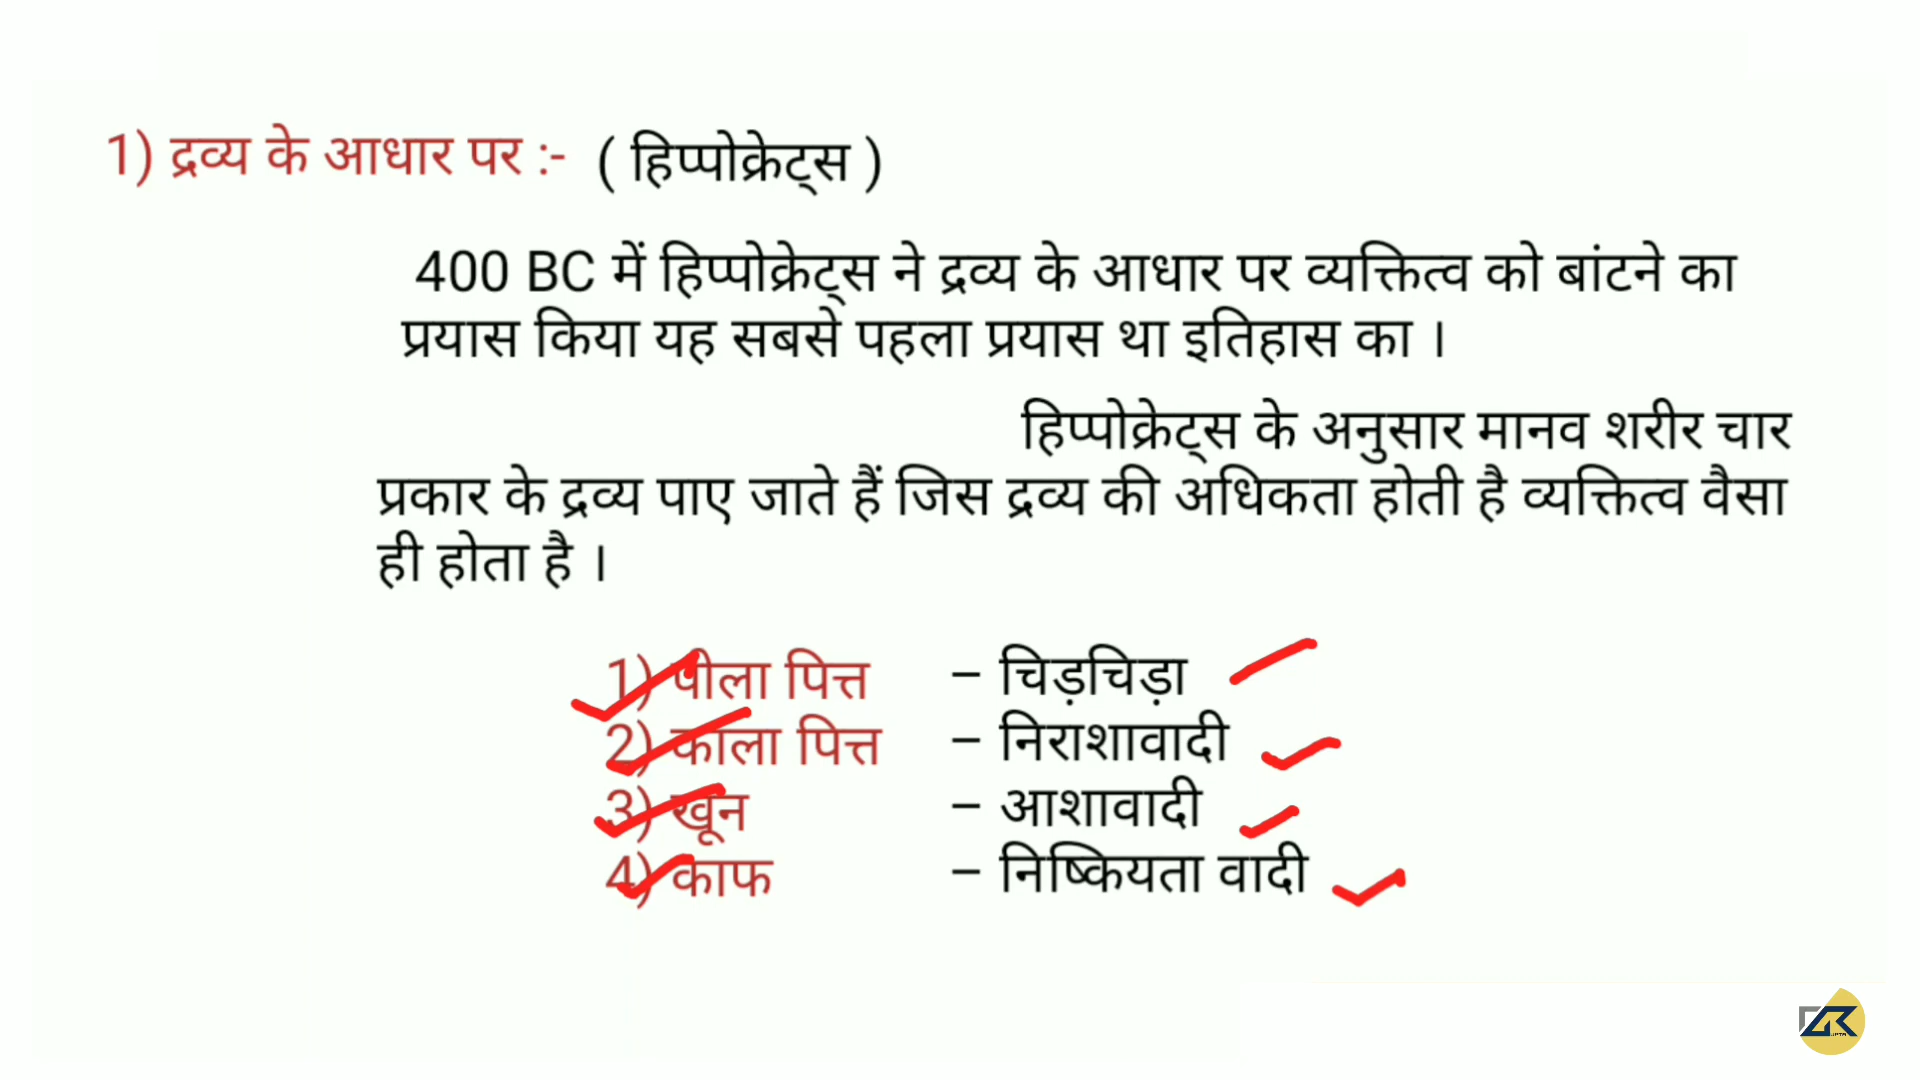 1) द्रव्य के आधार पर :- ( हिप्पोक्रेट्स )
400 BC में हिप्पोक्रेट्स ने द्रव्य के आधार पर व्यक्तित्व को बांटने का
प्रयास किया यह सबसे पहला प्रयास था इतिहास का ।
हिप्पोक्रेट्स के अनुसार मानव शरीर चार
प्रकार के द्रव्य पाए जाते हैं जिस द्रव्य की अधिकता होती है व्यक्तित्व वैसा
ही होता है ।
1) पीला पित्त – चिड़चिड़ा
2) काला पित्त – निराशावादी
3) खून – आशावादी
4) काफ – निष्कियता वादी